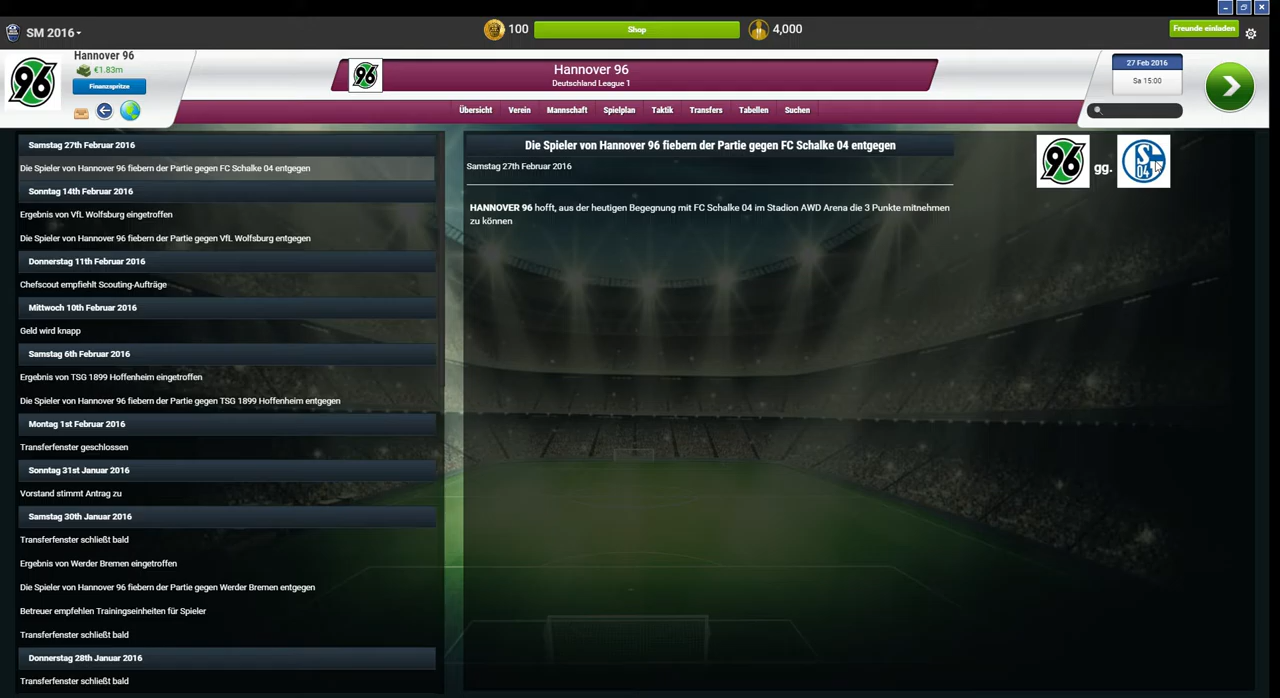 SM 2016
100
Shop
4,000
Freunde einladen
Hannover 96
€1.83m
Finanzspritze
96
96
Hannover 96
Deutschland League 1
27 Feb 2016
Sa 15:00
Übersicht Verein Mannschaft Spielplan Taktik Transfers Tabellen Suchen
Samstag 27th Februar 2016
Die Spieler von Hannover 96 fiebern der Partie gegen FC Schalke 04 entgegen
Sonntag 14th Februar 2016
Ergebnis von VfL Wolfsburg eingetroffen
Die Spieler von Hannover 96 fiebern der Partie gegen VfL Wolfsburg entgegen
Donnerstag 11th Februar 2016
Chefscout empfiehlt Scouting-Aufträge
Mittwoch 10th Februar 2016
Geld wird knapp
Samstag 6th Februar 2016
Ergebnis von TSG 1899 Hoffenheim eingetroffen
Die Spieler von Hannover 96 fiebern der Partie gegen TSG 1899 Hoffenheim entgegen
Montag 1st Februar 2016
Transferfenster geschlossen
Sonntag 31st Januar 2016
Vorstand stimmt Antrag zu
Samstag 30th Januar 2016
Transferfenster schließt bald
Ergebnis von Werder Bremen eingetroffen
Die Spieler von Hannover 96 fiebern der Partie gegen Werder Bremen entgegen
Betreuer empfehlen Trainingseinheiten für Spieler
Transferfenster schließt bald
Donnerstag 28th Januar 2016
Transferfenster schließt bald
Die Spieler von Hannover 96 fiebern der Partie gegen FC Schalke 04 entgegen
Samstag 27th Februar 2016
HANNOVER 96 hofft, aus der heutigen Begegnung mit FC Schalke 04 im Stadion AWD Arena die 3 Punkte mitnehmen
zu können
96
gg.
S
04